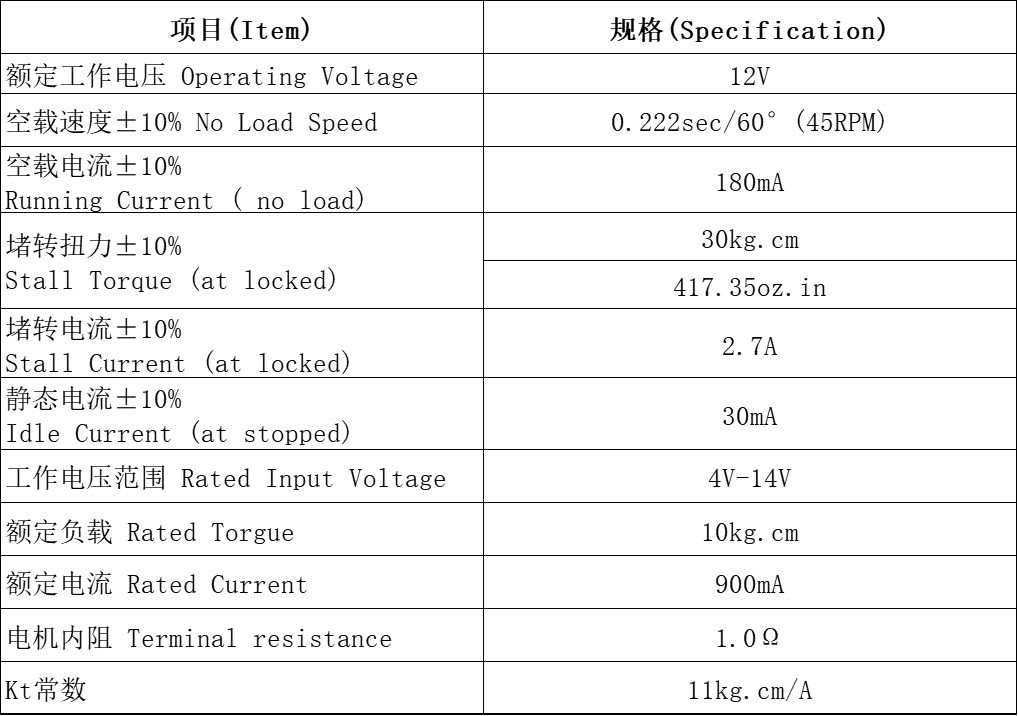 项目(Item)
规格(Specification)
额定工作电压 Operating Voltage
12V
空载速度±10% No Load Speed
0.222sec/60° (45RPM)
空载电流±10%
Running Current ( no load)
180mA
堵转扭力±10%
Stall Torque (at locked)
30kg.cm
417.35oz.in
堵转电流±10%
Stall Current (at locked)
2.7A
静态电流±10%
Idle Current (at stopped)
30mA
工作电压范围 Rated Input Voltage
4V-14V
额定负载 Rated Torgue
10kg.cm
额定电流 Rated Current
900mA
电机内阻 Terminal resistance
1.0Ω
Kt常数
11kg.cm/A